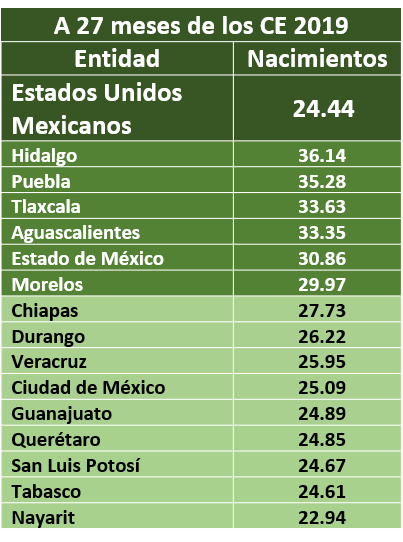 A 27 meses de los CE 2019
Entidad Nacimientos
Estados Unidos
Mexicanos 24.44
Hidalgo 36.14
Puebla 35.28
Tlaxcala 33.63
Aguascalientes 33.35
Estado de México 30.86
Morelos 29.97
Chiapas 27.73
Durango 26.22
Veracruz 25.95
Ciudad de México 25.09
Guanajuato 24.89
Querétaro 24.85
San Luis Potosí 24.67
Tabasco 24.61
Nayarit 22.94